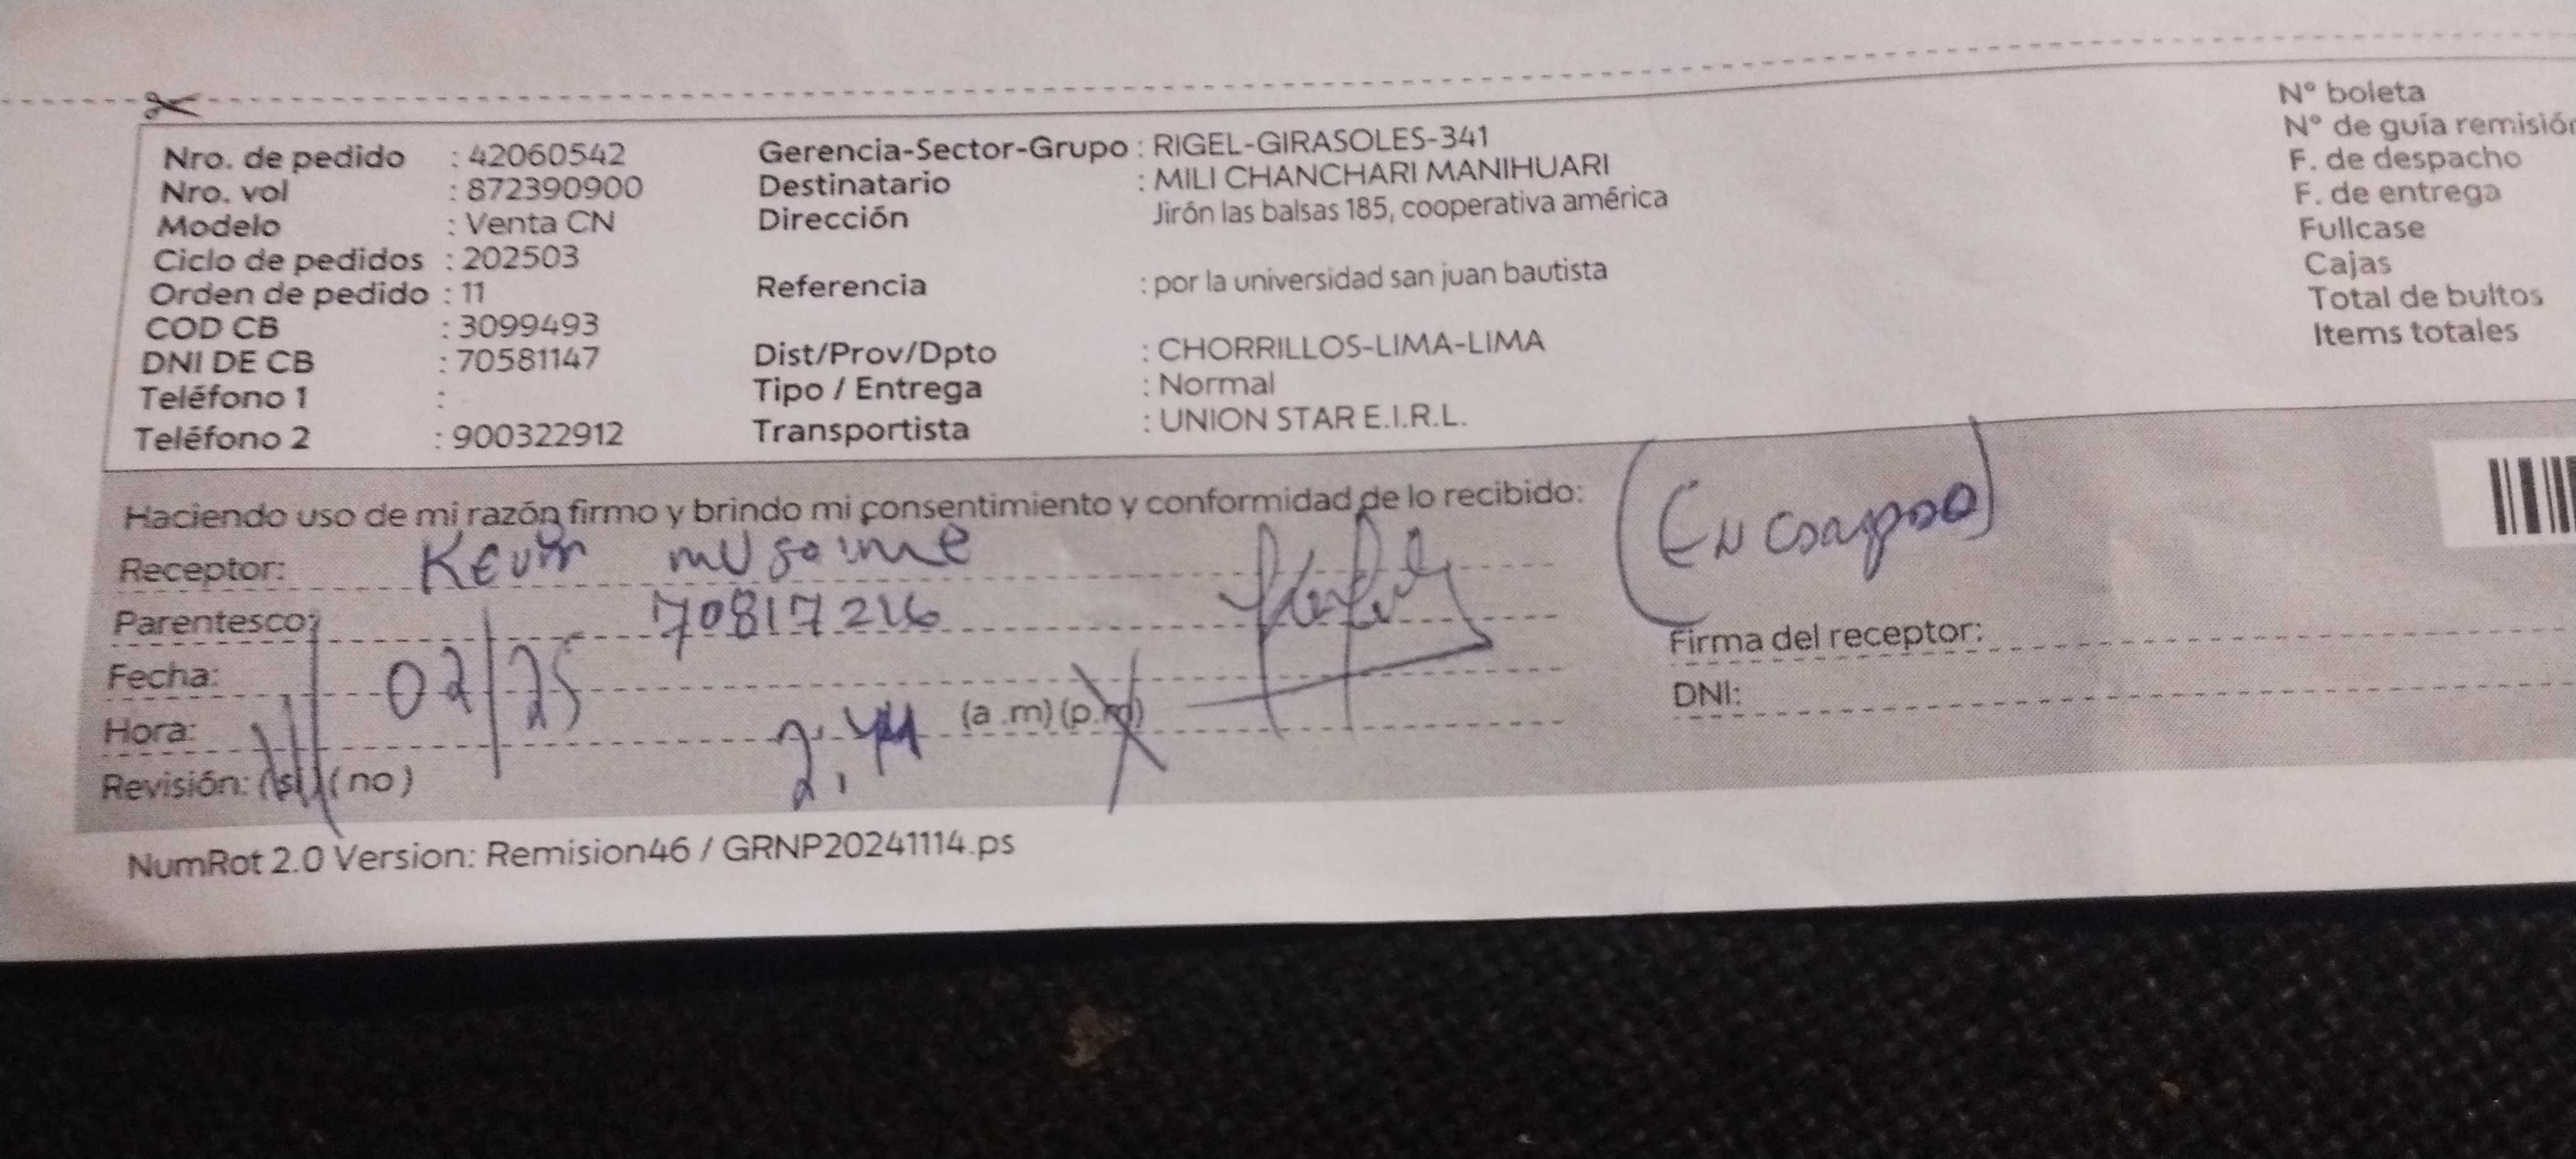 Nro. de pedido : 42060542
Nro. vol : 872390900
Modelo : Venta CN
Ciclo de pedidos : 202503
Orden de pedido : 11
COD CB : 3099493
DNI DE CB : 70581147
Teléfono 1 :
Teléfono 2 : 900322912
Gerencia-Sector-Grupo : RIGEL-GIRASOLES-341
Destinatario : MILI CHANCHARI MANIHUARI
Dirección Jirón las balsas 185, cooperativa américa
Referencia : por la universidad san juan bautista
Dist/Prov/Dpto : CHORRILLOS-LIMA-LIMA
Tipo / Entrega : Normal
Transportista : UNION STAR E.I.R.L.
N° boleta
N° de guía remisión
F. de despacho
F. de entrega
Fullcase
Cajas
Total de bultos
Items totales
Haciendo uso de mi razón firmo y brindo mi consentimiento y conformidad de lo recibido:
Receptor: Kevin
Parentesco: 70817216
Fecha: 02/25
Hora: 2:44 (a .m) (p.m)
Revisión: (si) ( no )
Firma del receptor:
DNI:
NumRot 2.0 Version: Remision46 / GRNP20241114.ps